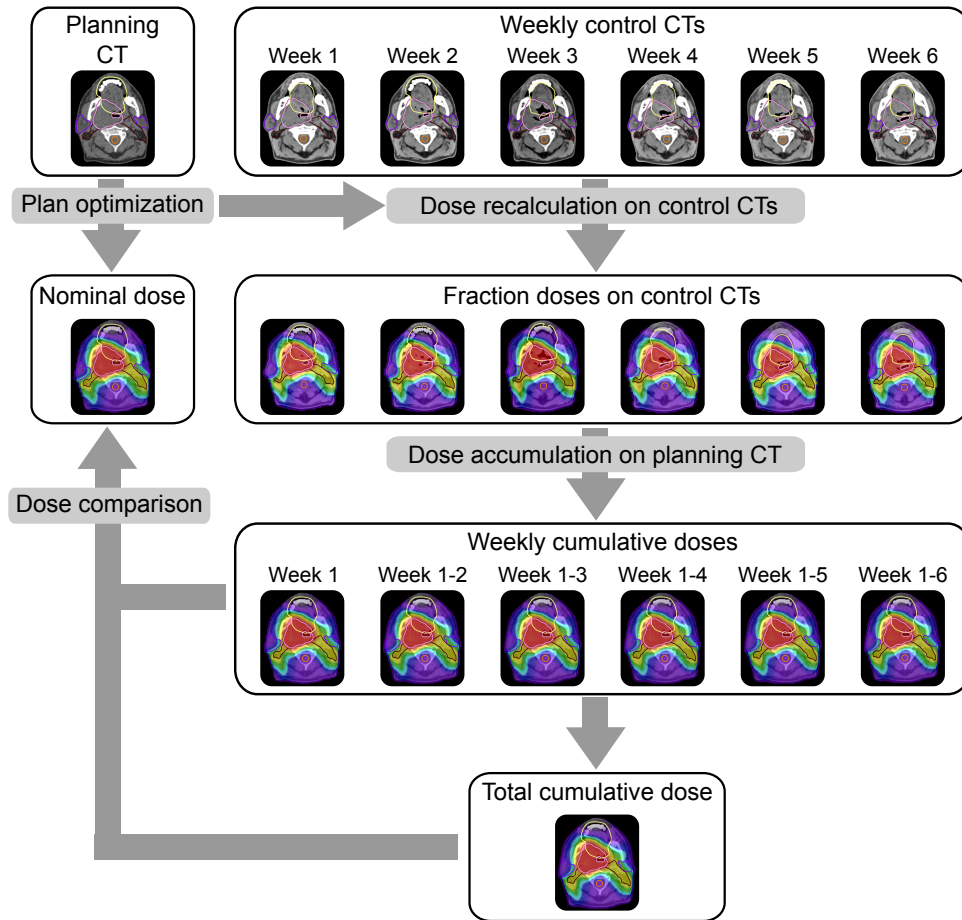 Planning
CT
Weekly control CTs
Week 1
Week 2
Week 3
Week 4
Week 5
Week 6
Plan optimization
Dose recalculation on control CTs
Nominal dose
Fraction doses on control CTs
Dose accumulation on planning CT
Dose comparison
Weekly cumulative doses
Week 1
Week 1-2
Week 1-3
Week 1-4
Week 1-5
Week 1-6
Total cumulative dose